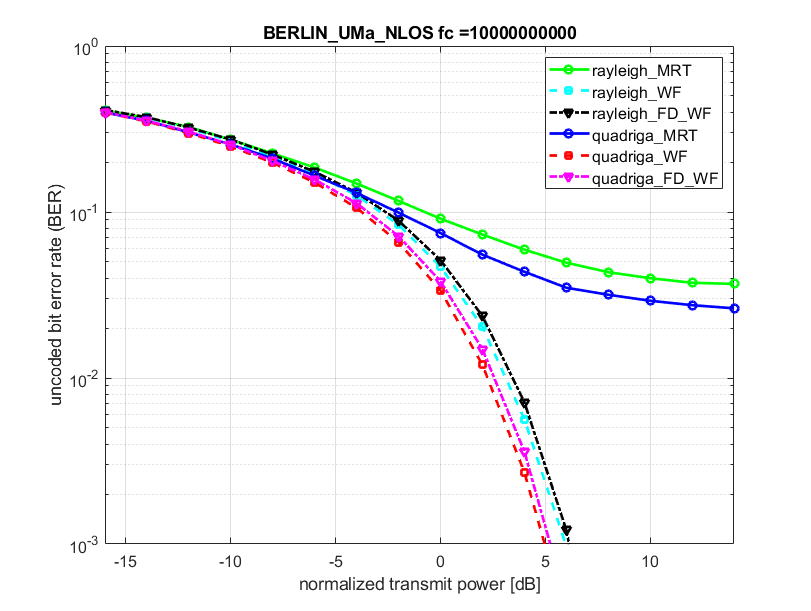 BERLIN_UMa_NLOS fc =10000000000
10^0
10^-1
10^-2
10^-3
uncoded bit error rate (BER)
rayleigh_MRT
rayleigh_WF
rayleigh_FD_WF
quadriga_MRT
quadriga_WF
quadriga_FD_WF
-15 -10 -5 0 5 10
normalized transmit power [dB]